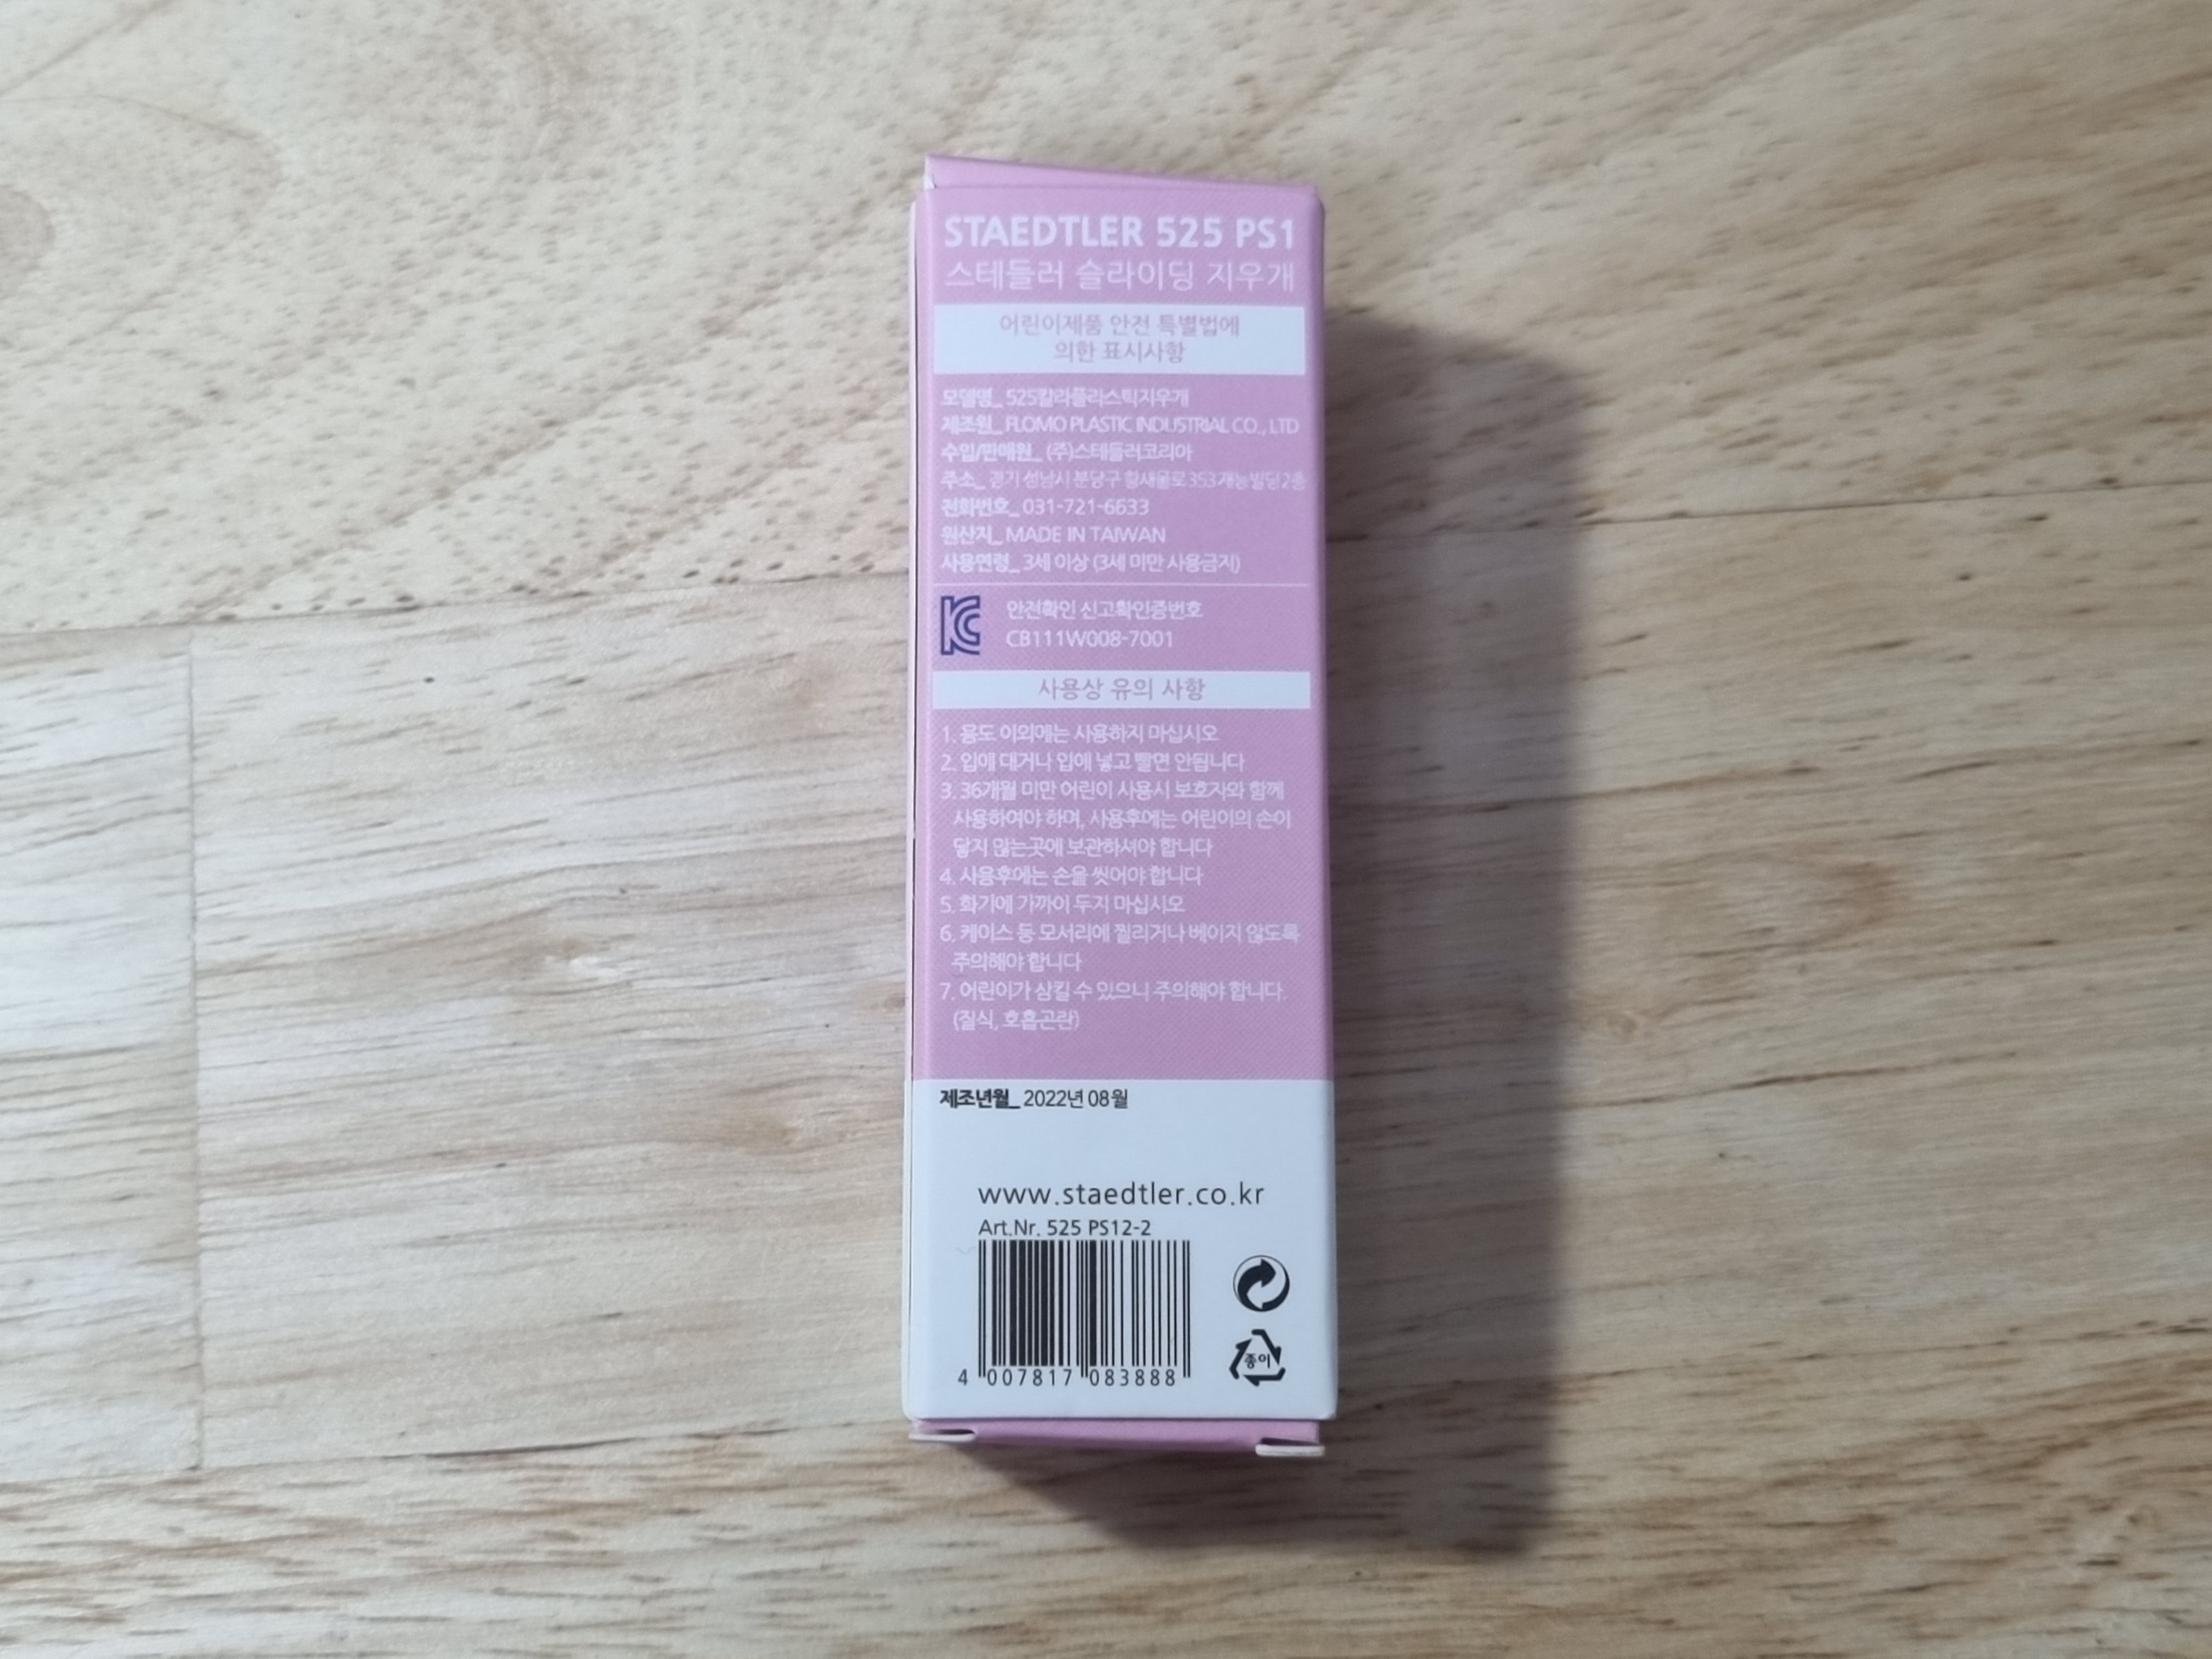 STAEDTLER 525 PS1
스테들러 슬라이딩 지우개
어린이제품 안전 특별법에
의한 표시사항
모델명_ 525칼라플라스틱지우개
제조원_ FLOMO PLASTIC INDUSTRIAL CO., LTD
수입/판매원_ (주)스테들러코리아
주소_ 경기 성남시 분당구 황새울로 353 개농빌딩 2층
전화번호_ 031-721-6633
원산지_ MADE IN TAIWAN
사용연령_ 3세 이상 (3세 미만 사용금지)
안전확인 신고확인증번호
CB111W008-7001
사용상 유의 사항
1. 용도 이외에는 사용하지 마십시오
2. 입에 대거나 입에 넣고 빨면 안됩니다
3. 36개월 미만 어린이 사용시 보호자와 함께
사용하여야 하며, 사용후에는 어린이의 손이
닿지 않는곳에 보관하셔야 합니다
4. 사용후에는 손을 씻어야 합니다
5. 화기에 가까이 두지 마십시오
6. 케이스 등 모서리에 찔리거나 베이지 않도록
주의해야 합니다
7. 어린이가 삼킬 수 있으니 주의해야 합니다.
(질식, 호흡곤란)
제조년월_ 2022년 08월
www.staedtler.co.kr
Art.Nr. 525 PS12-2
4 007817 083888
종이